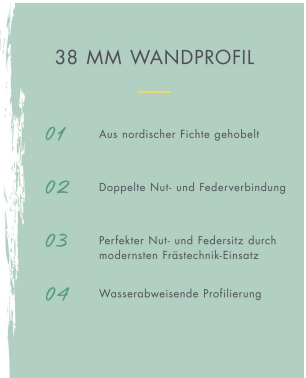 38 MM WANDPROFIL
01 Aus nordischer Fichte gehobelt
02 Doppelte Nut- und Federverbindung
03 Perfekter Nut- und Federsitz durch
modernsten Frästechnik-Einsatz
04 Wasserabweisende Profilierung